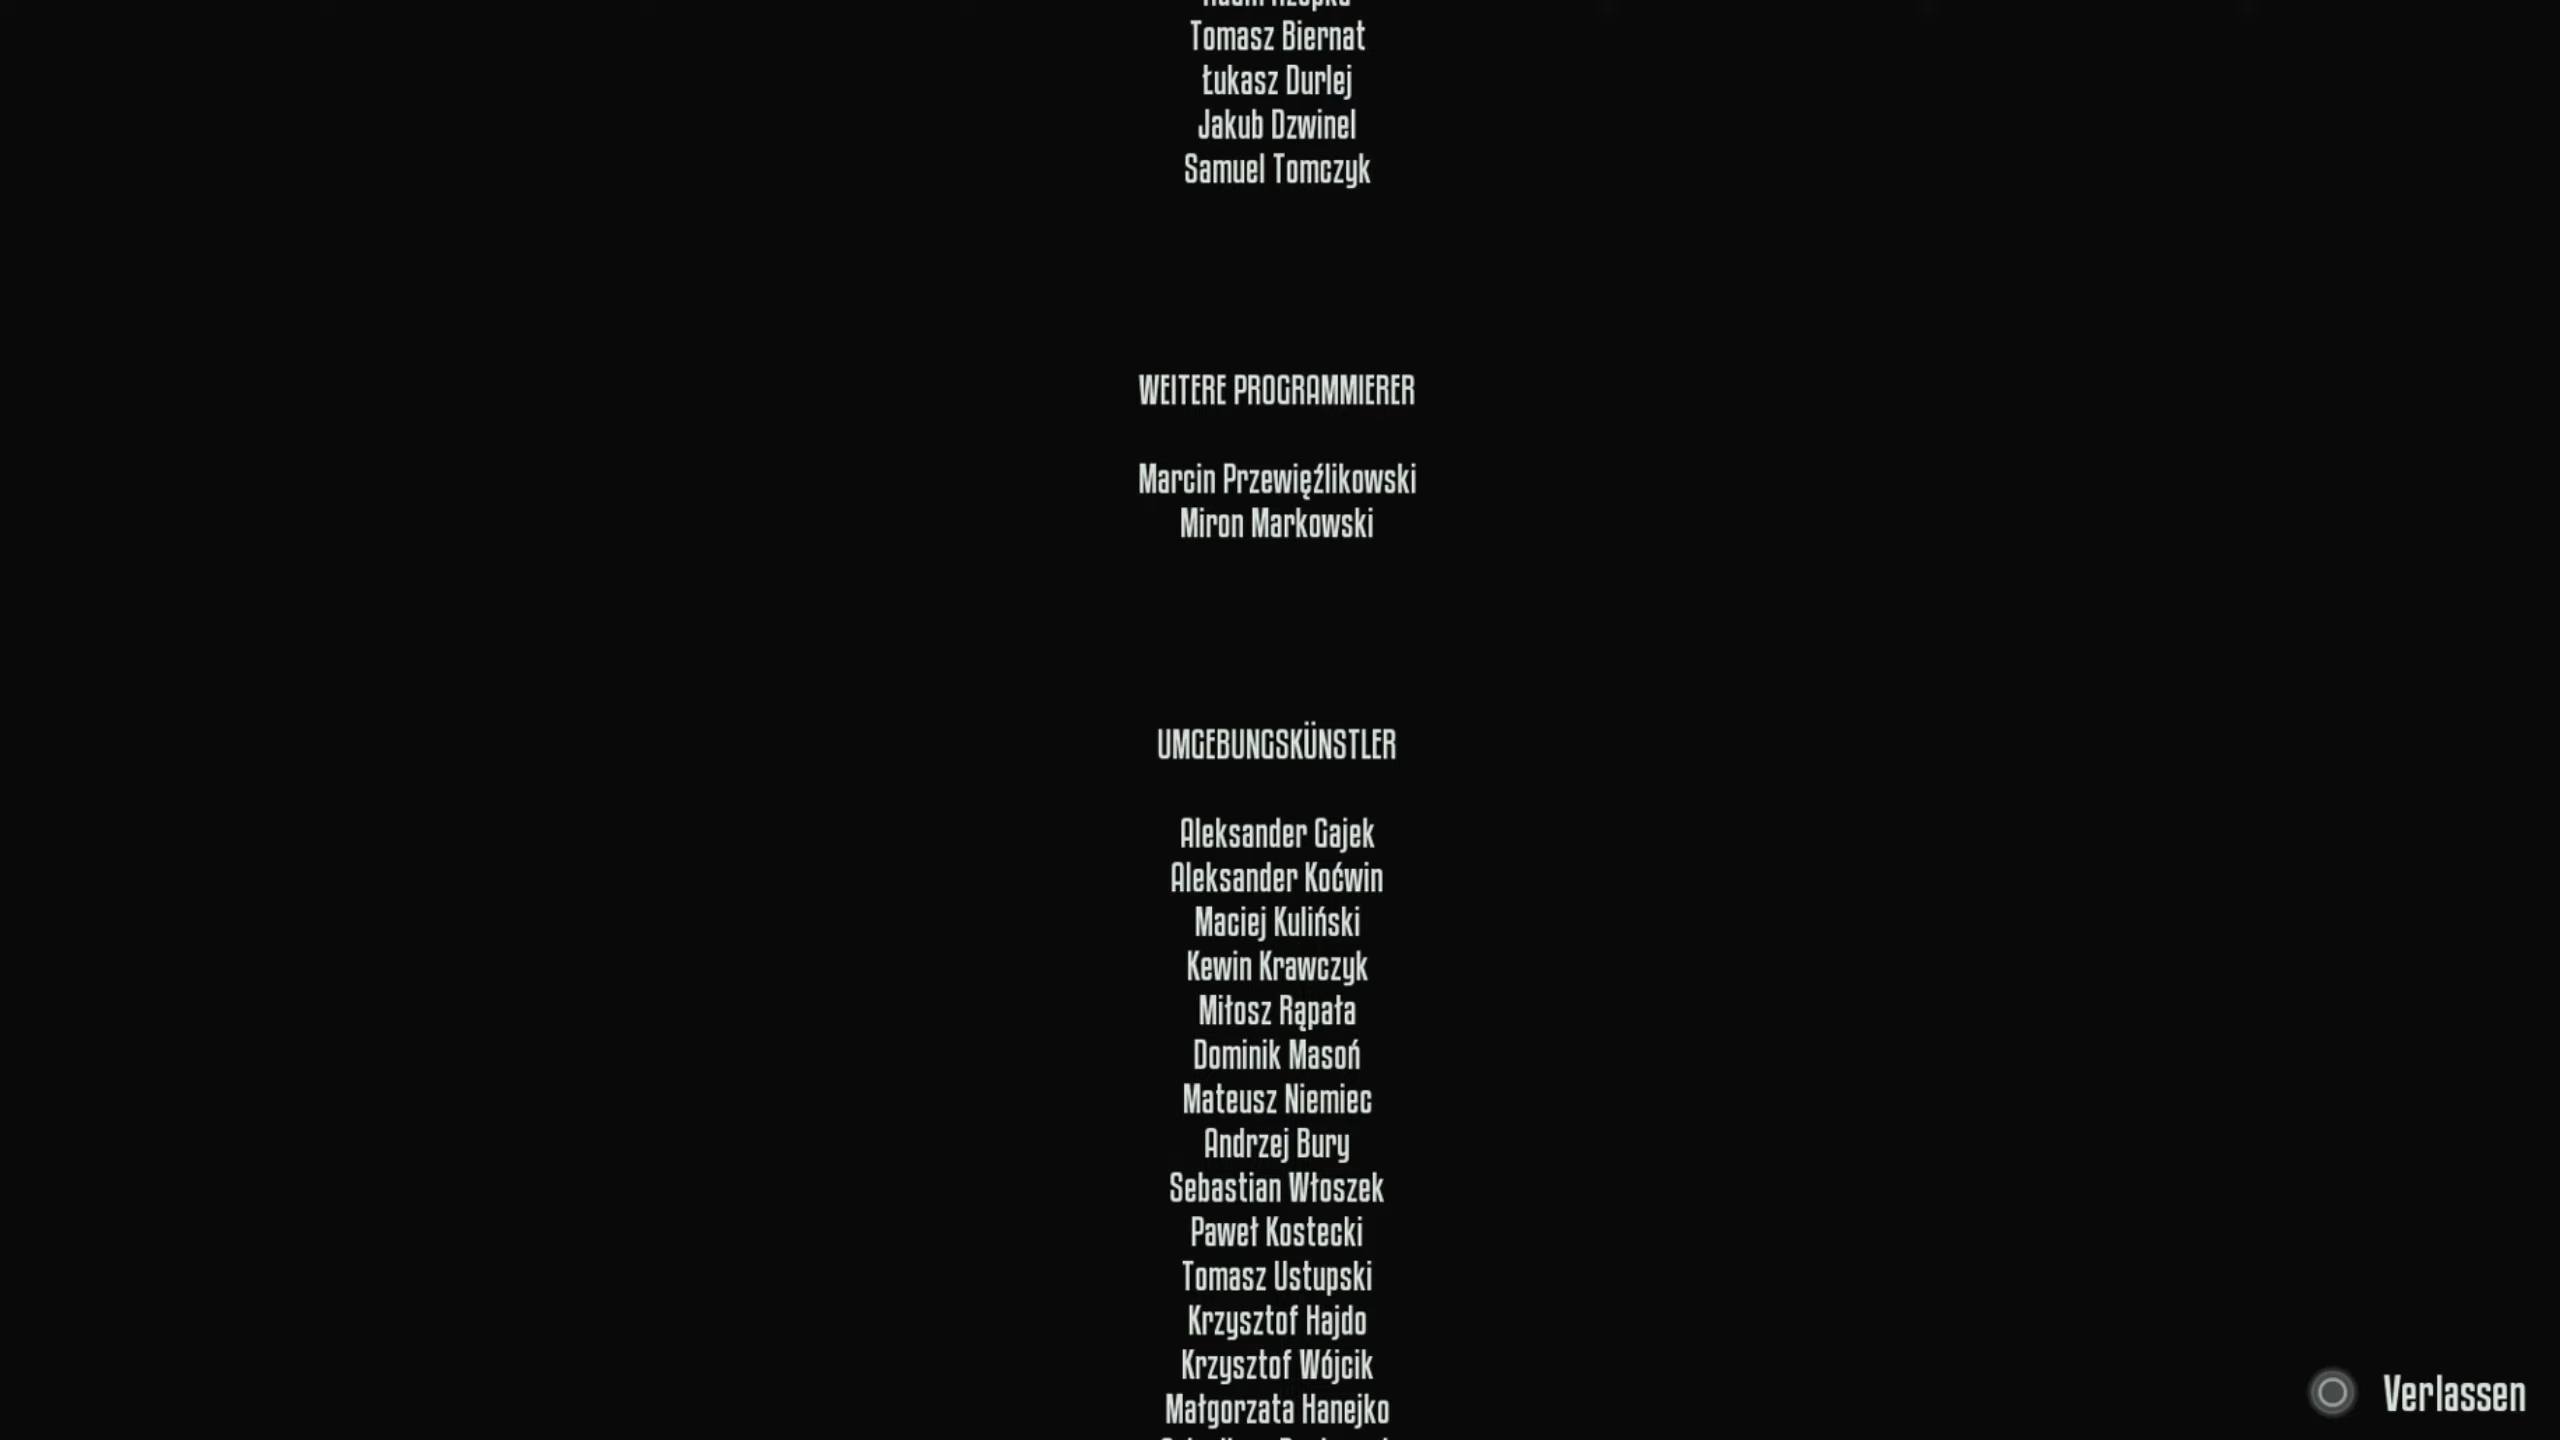 Tomasz Biernat
Łukasz Durlej
Jakub Dzwinel
Samuel Tomczyk
WEITERE PROGRAMMIERER
Marcin Przewięźlikowski
Miron Markowski
UMGEBUNGSKÜNSTLER
Aleksander Gajek
Aleksander Koćwin
Maciej Kuliński
Kewin Krawczyk
Miłosz Rąpała
Dominik Masoń
Mateusz Niemiec
Andrzej Bury
Sebastian Włoszek
Paweł Kostecki
Tomasz Ustupski
Krzysztof Hajdo
Krzysztof Wójcik
Małgorzata Hanejko
Verlassen